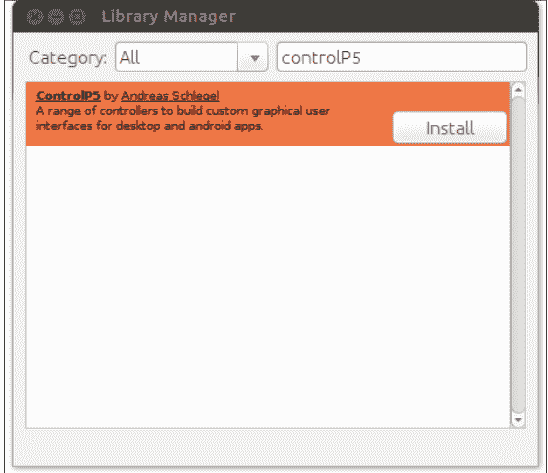 Library Manager
Category: All controlP5
ControlP5 by Andreas Schlegel
A range of controllers to build custom graphical user
interfaces for desktop and android apps.
Install